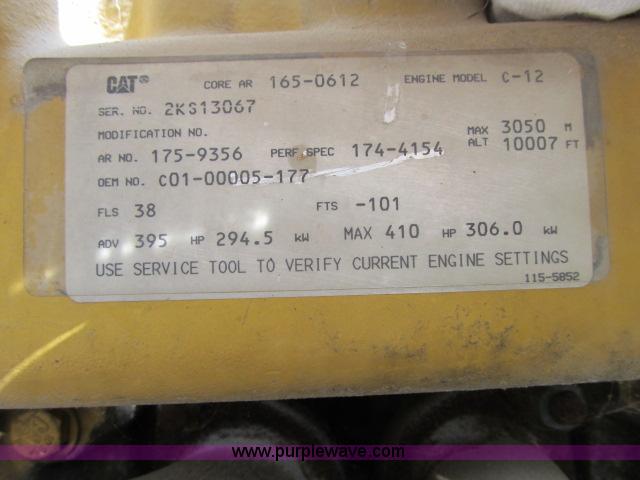 CAT® CORE AR 165-0612 ENGINE MODEL C-12
SER. NO. 2KS13067
MODIFICATION NO.
AR NO. 175-9356 PERF SPEC 174-4154 MAX 3050 M
ALT 10007 FT
OEM NO. C01-00005-177
FLS 38 FTS -101
ADV 395 HP 294.5 kW MAX 410 HP 306.0 kW
USE SERVICE TOOL TO VERIFY CURRENT ENGINE SETTINGS
115-5852
www.purplewave.com